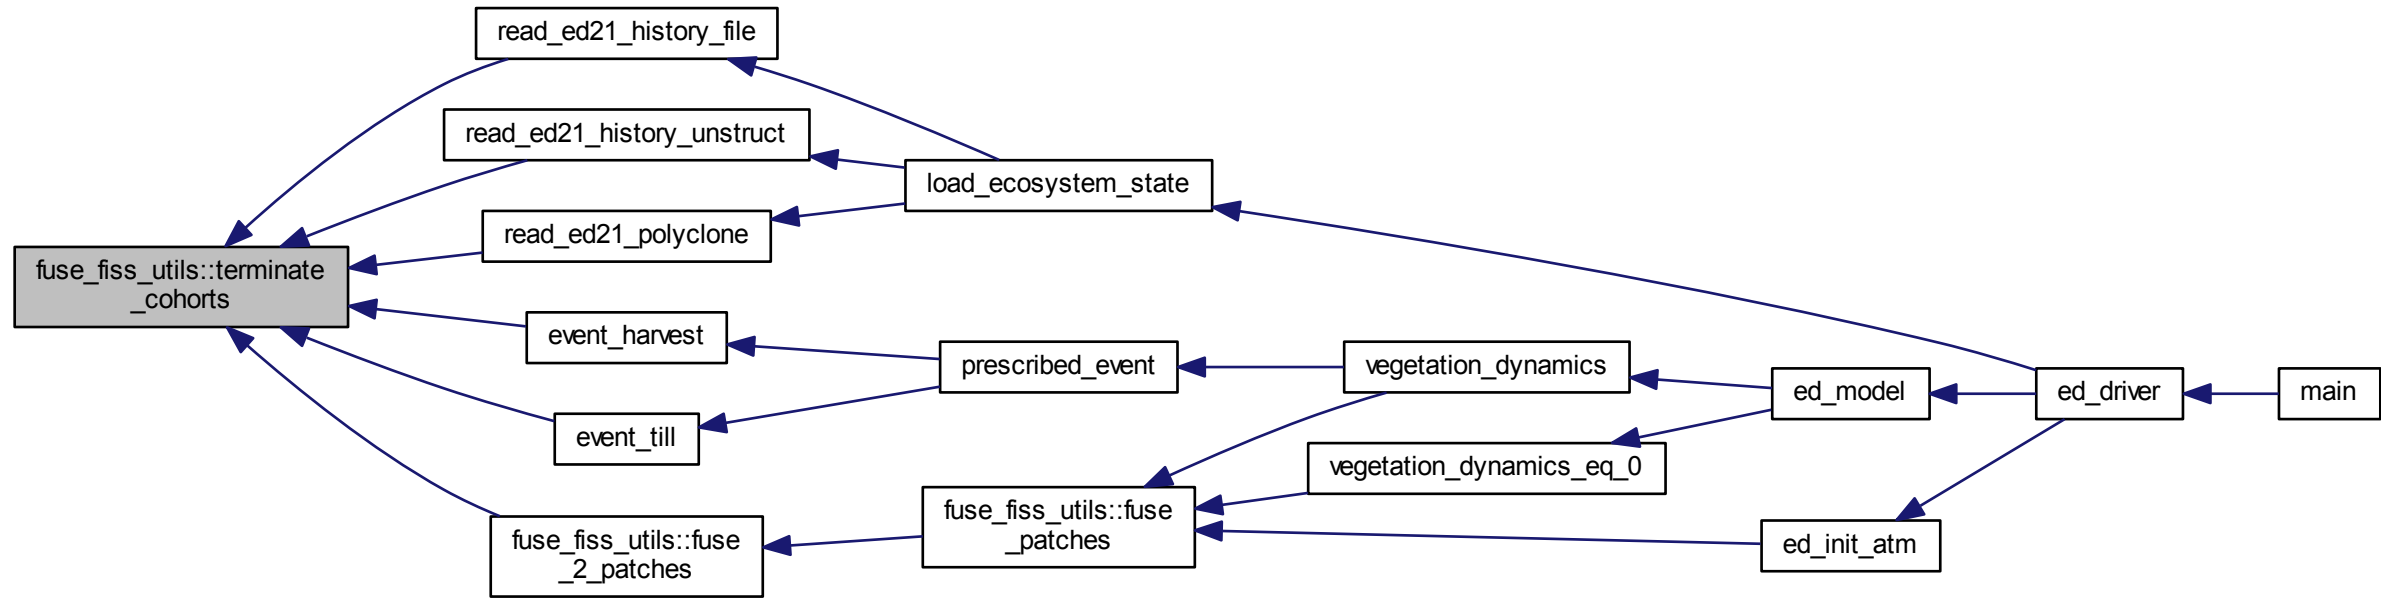 read_ed21_history_file
read_ed21_history_unstruct
load_ecosystem_state
read_ed21_polyclone
fuse_fiss_utils::terminate
_cohorts
event_harvest
prescribed_event
vegetation_dynamics
ed_model
ed_driver
main
event_till
vegetation_dynamics_eq_0
fuse_fiss_utils::fuse
_patches
fuse_fiss_utils::fuse
_2_patches
ed_init_atm